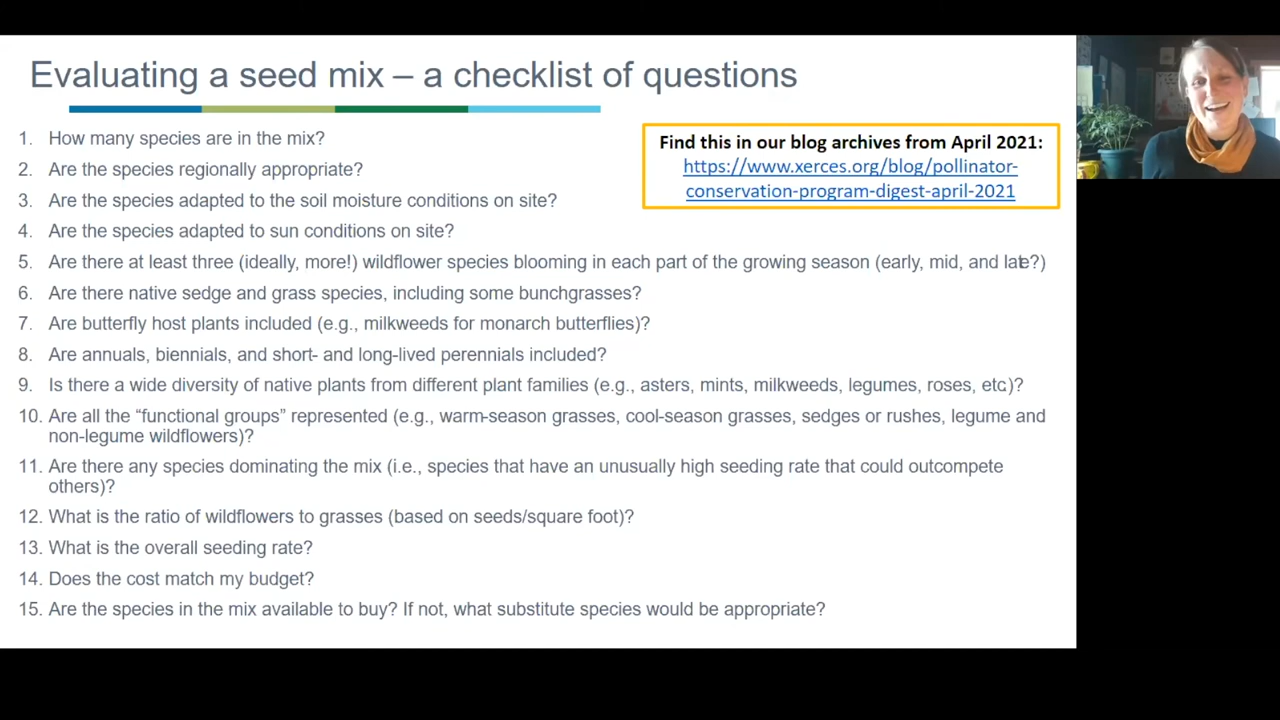 Evaluating a seed mix – a checklist of questions
Find this in our blog archives from April 2021:
https://www.xerces.org/blog/pollinator-
conservation-program-digest-april-2021
1. How many species are in the mix?
2. Are the species regionally appropriate?
3. Are the species adapted to the soil moisture conditions on site?
4. Are the species adapted to sun conditions on site?
5. Are there at least three (ideally, more!) wildflower species blooming in each part of the growing season (early, mid, and late?)
6. Are there native sedge and grass species, including some bunchgrasses?
7. Are butterfly host plants included (e.g., milkweeds for monarch butterflies)?
8. Are annuals, biennials, and short- and long-lived perennials included?
9. Is there a wide diversity of native plants from different plant families (e.g., asters, mints, milkweeds, legumes, roses, etc.)?
10. Are all the “functional groups” represented (e.g., warm-season grasses, cool-season grasses, sedges or rushes, legume and
non-legume wildflowers)?
11. Are there any species dominating the mix (i.e., species that have an unusually high seeding rate that could outcompete
others)?
12. What is the ratio of wildflowers to grasses (based on seeds/square foot)?
13. What is the overall seeding rate?
14. Does the cost match my budget?
15. Are the species in the mix available to buy? If not, what substitute species would be appropriate?